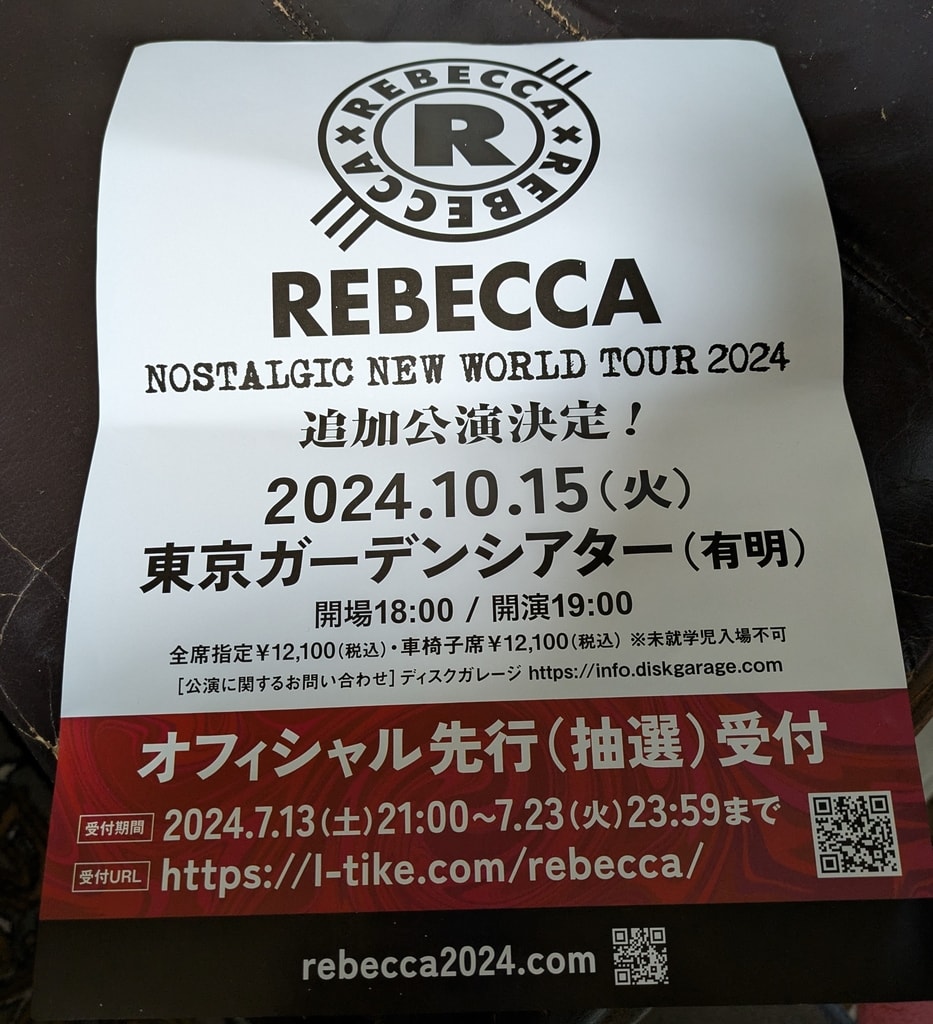 REBECCA × REBECCA ×
R
REBECCA
NOSTALGIC NEW WORLD TOUR 2024
追加公演決定！
2024.10.15（火）
東京ガーデンシアター（有明）
開場18:00 / 開演19:00
全席指定￥12,100（税込）・車椅子席￥12,100（税込） ※未就学児入場不可
［公演に関するお問い合わせ］ディスクガレージ https://info.diskgarage.com
オフィシャル先行（抽選）受付
受付期間 2024.7.13（土）21:00～7.23（火）23:59まで
受付URL https://l-tike.com/rebecca/
rebecca2024.com